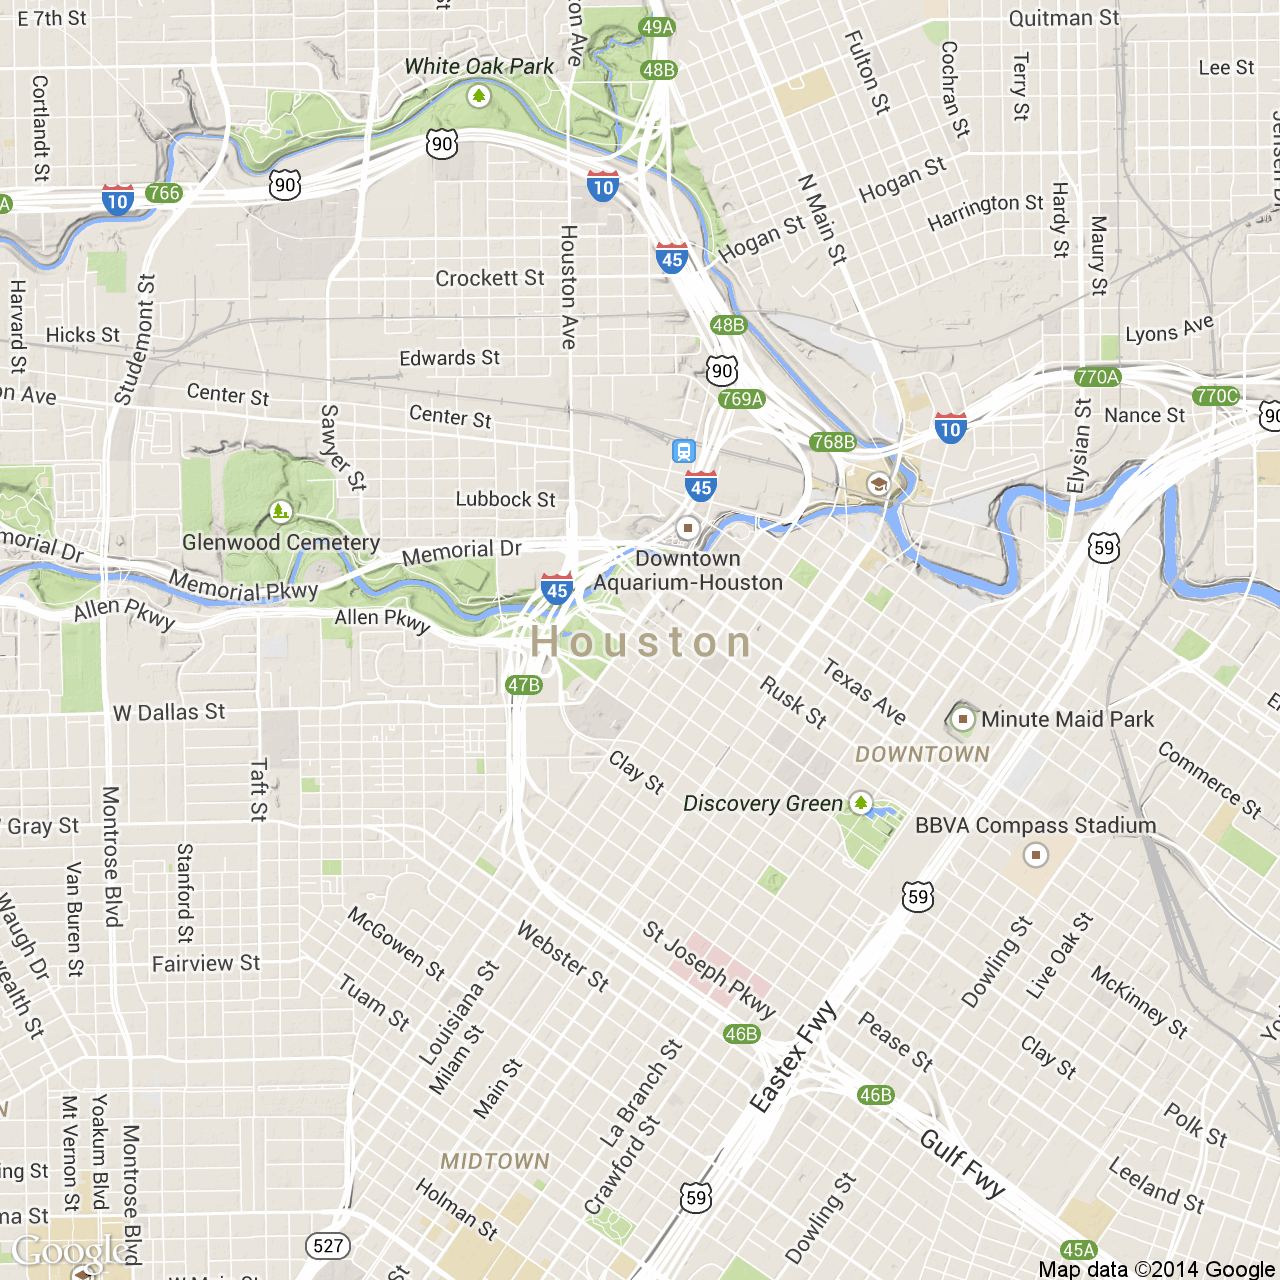 E 7th St
49A
Quitman St
White Oak Park
48B
Fulton St
Cochran St
Terry St
Lee St
Cortlandt St
90
Hogan St
Harrington St
N Main St
Hardy St
Maury St
10
766
90
10
Houston Ave
Hogan St
45
Crockett St
Harvard St
Hicks St
Studemont St
48B
Lyons Ave
Edwards St
90
770A
770C
Center St
769A
Center St
Nance St
90
Sawyer St
768B
10
Elysian St
45
Lubbock St
Glenwood Cemetery
Memorial Dr
Downtown
Aquarium-Houston
59
Memorial Pkwy
45
Allen Pkwy
Allen Pkwy
Houston
47B
Texas Ave
Rusk St
W Dallas St
Minute Maid Park
DOWNTOWN
Clay St
Taft St
Commerce St
Discovery Green
Montrose Blvd
Gray St
BBVA Compass Stadium
Stanford St
Van Buren St
59
Waugh Dr
McGowen St
Webster St
St Joseph Pkwy
Dowling St
Live Oak St
Fairview St
Tuam St
Louisiana St
Milam St
McKinney St
46B
Eastex Fwy
Pease St
Clay St
Main St
La Branch St
46B
Yoakum Blvd
Mt Vernon St
Montrose Blvd
Polk St
Gulf Fwy
MIDTOWN
Crawford St
Leeland St
Holman St
59
Dowling St
527
45A
Google
Map data ©2014 Google